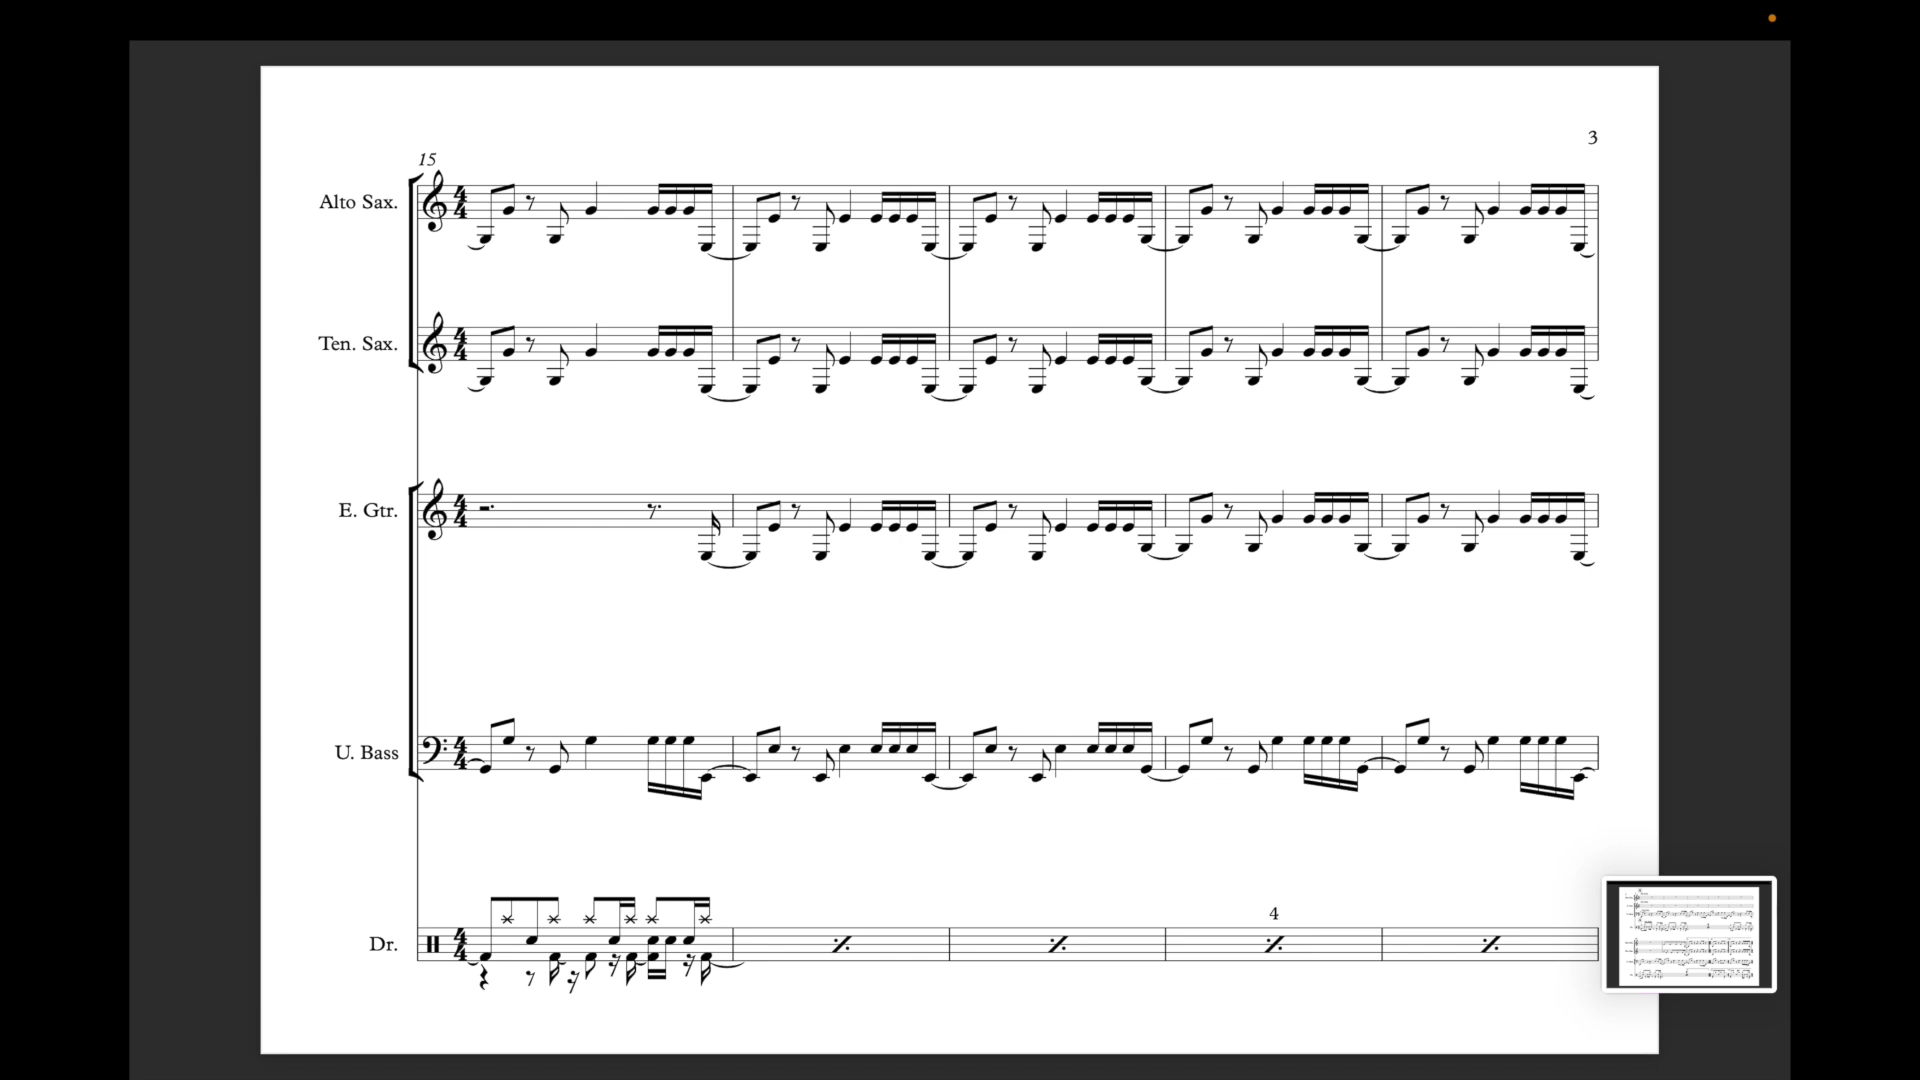 3
15
Alto Sax.
Ten. Sax.
E. Gtr.
U. Bass
4
Dr.